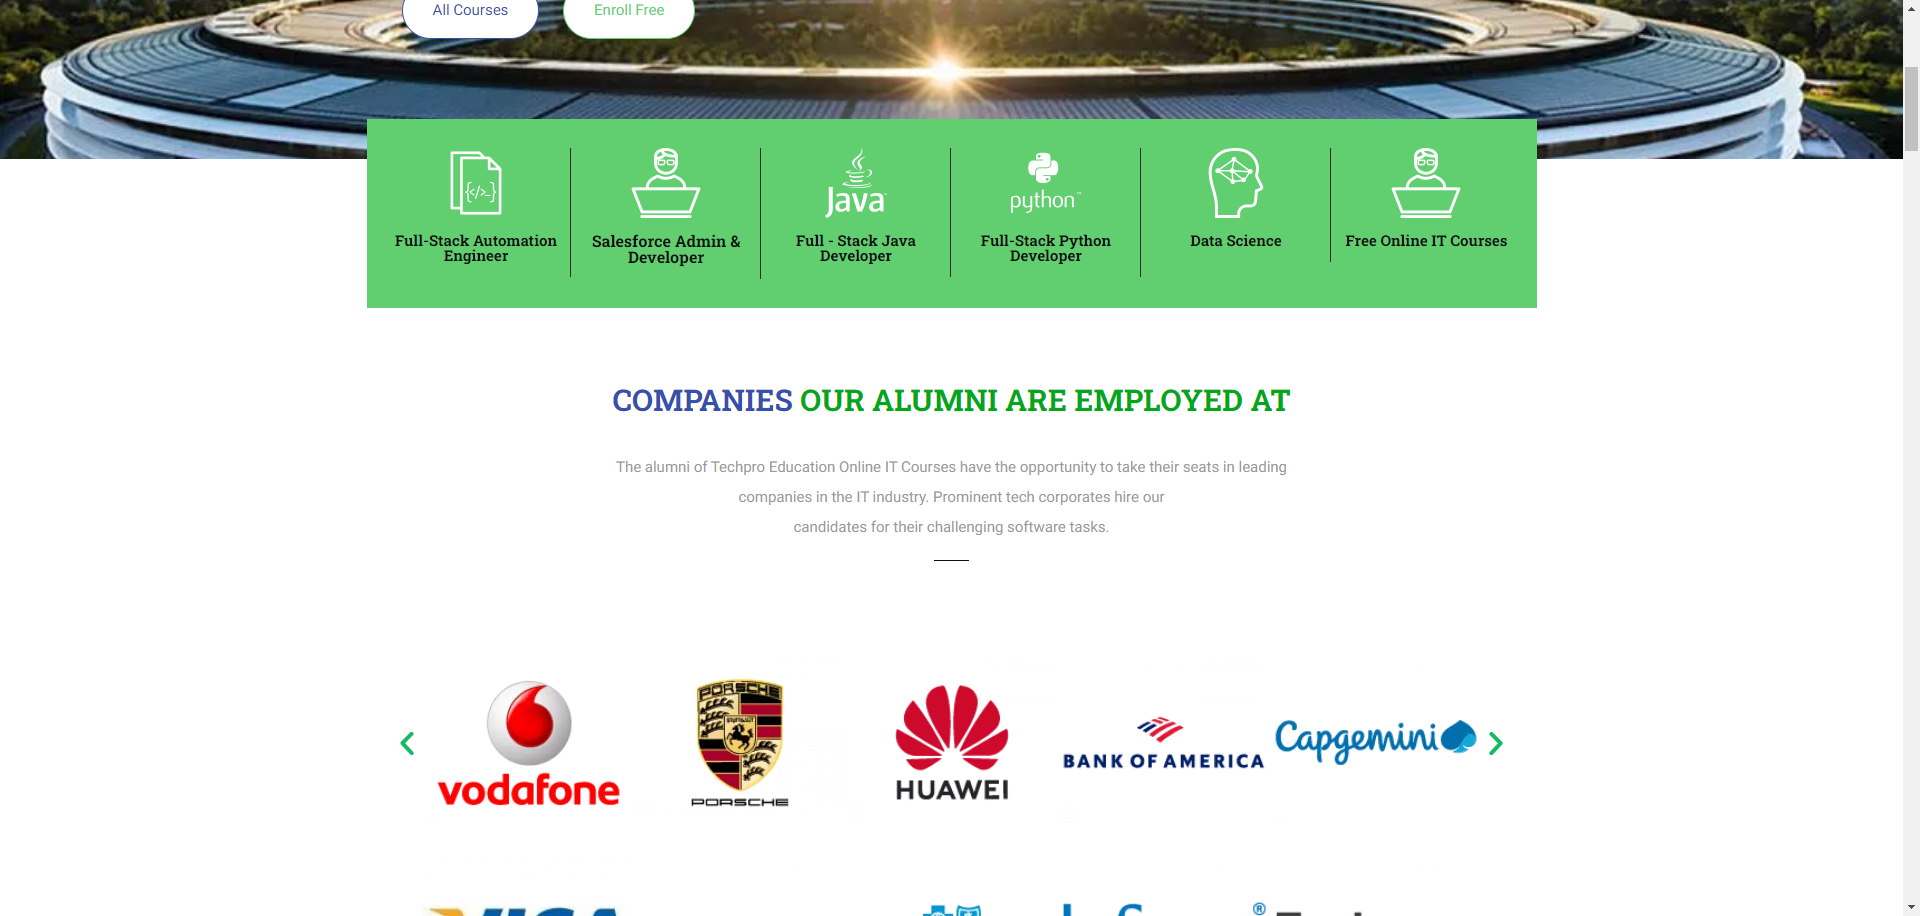 All Courses
Enroll Free
{</>_}
Java™
python™
Full-Stack Automation
Engineer
Salesforce Admin &
Developer
Full - Stack Java
Developer
Full-Stack Python
Developer
Data Science
Free Online IT Courses
COMPANIES OUR ALUMNI ARE EMPLOYED AT
The alumni of Techpro Education Online IT Courses have the opportunity to take their seats in leading
companies in the IT industry. Prominent tech corporates hire our
candidates for their challenging software tasks.
PORSCHE
vodafone
PORSCHE
HUAWEI
BANK OF AMERICA
Capgemini
VISA
®